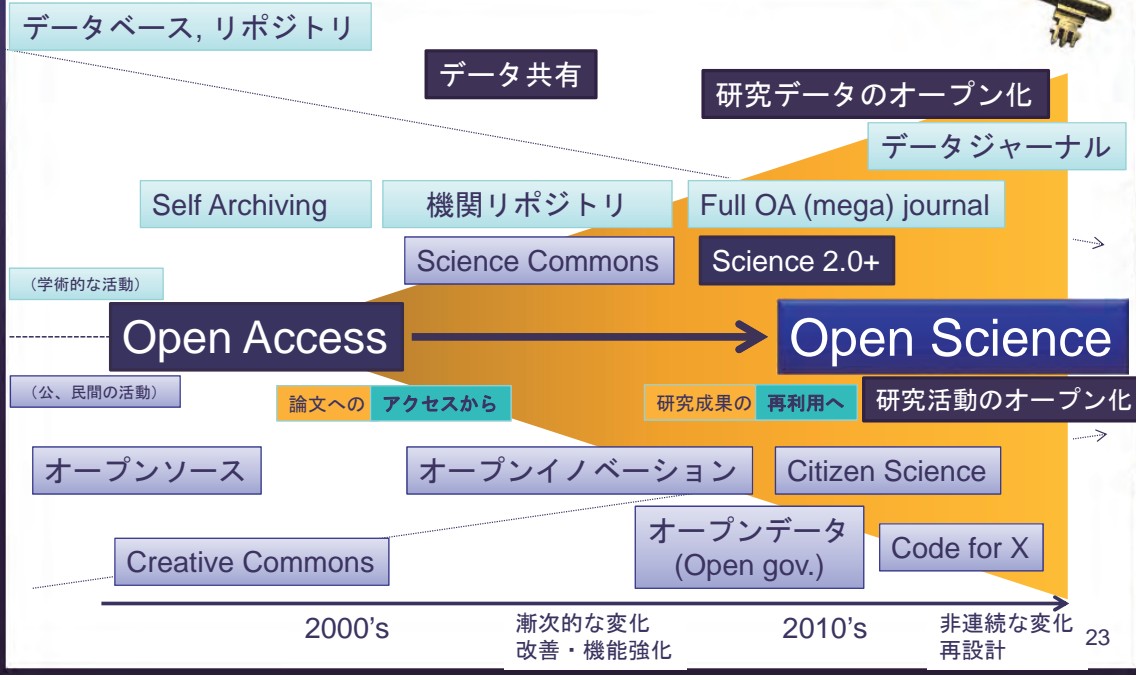 データベース, リポジトリ
データ共有
研究データのオープン化
データジャーナル
Self Archiving
機関リポジトリ
Full OA (mega) journal
Science Commons
Science 2.0+
（学術的な活動）
Open Access
Open Science
（公、民間の活動）
論文への アクセスから
研究成果の 再利用へ
研究活動のオープン化
オープンソース
オープンイノベーション
Citizen Science
オープンデータ
(Open gov.)
Code for X
Creative Commons
2000's
漸次的な変化
改善・機能強化
2010's
非連続な変化
再設計
23